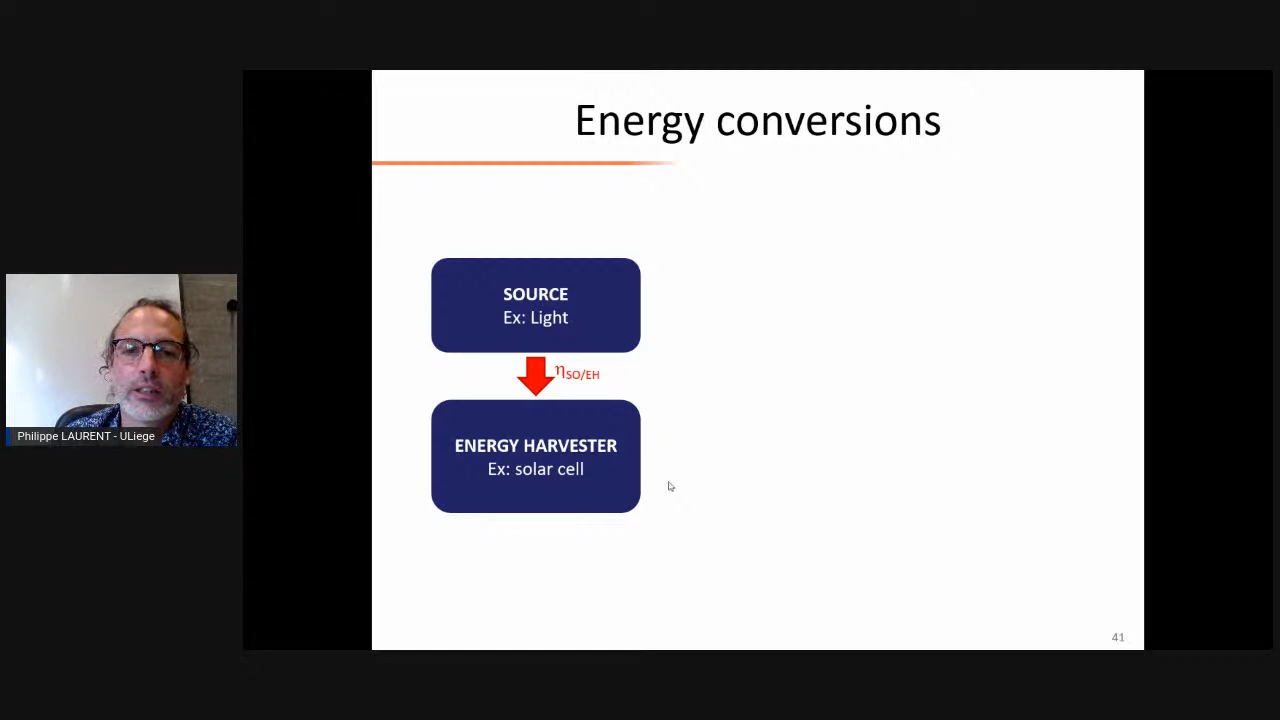 Energy conversions
SOURCE
Ex: Light
ηSO/EH
ENERGY HARVESTER
Ex: solar cell
Philippe LAURENT - ULiege
41